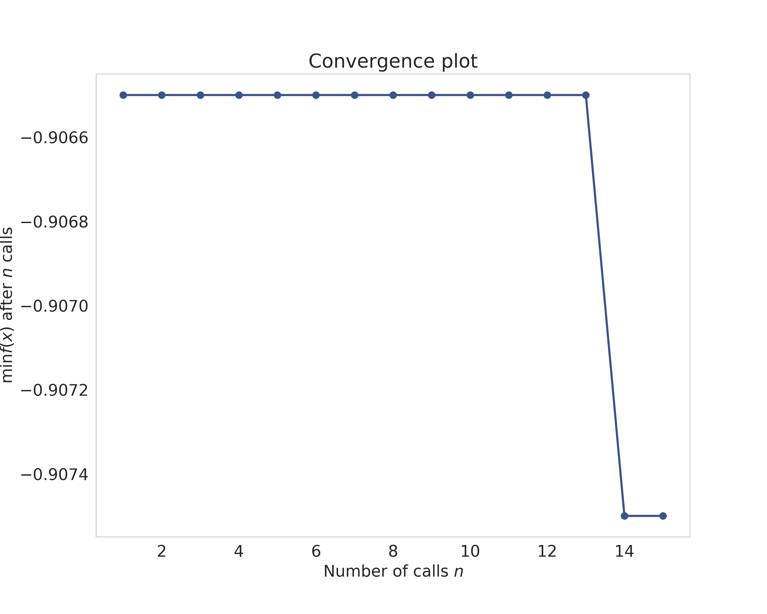 Convergence plot
min f(x) after n calls
−0.9066
−0.9068
−0.9070
−0.9072
−0.9074
2 4 6 8 10 12 14
Number of calls n